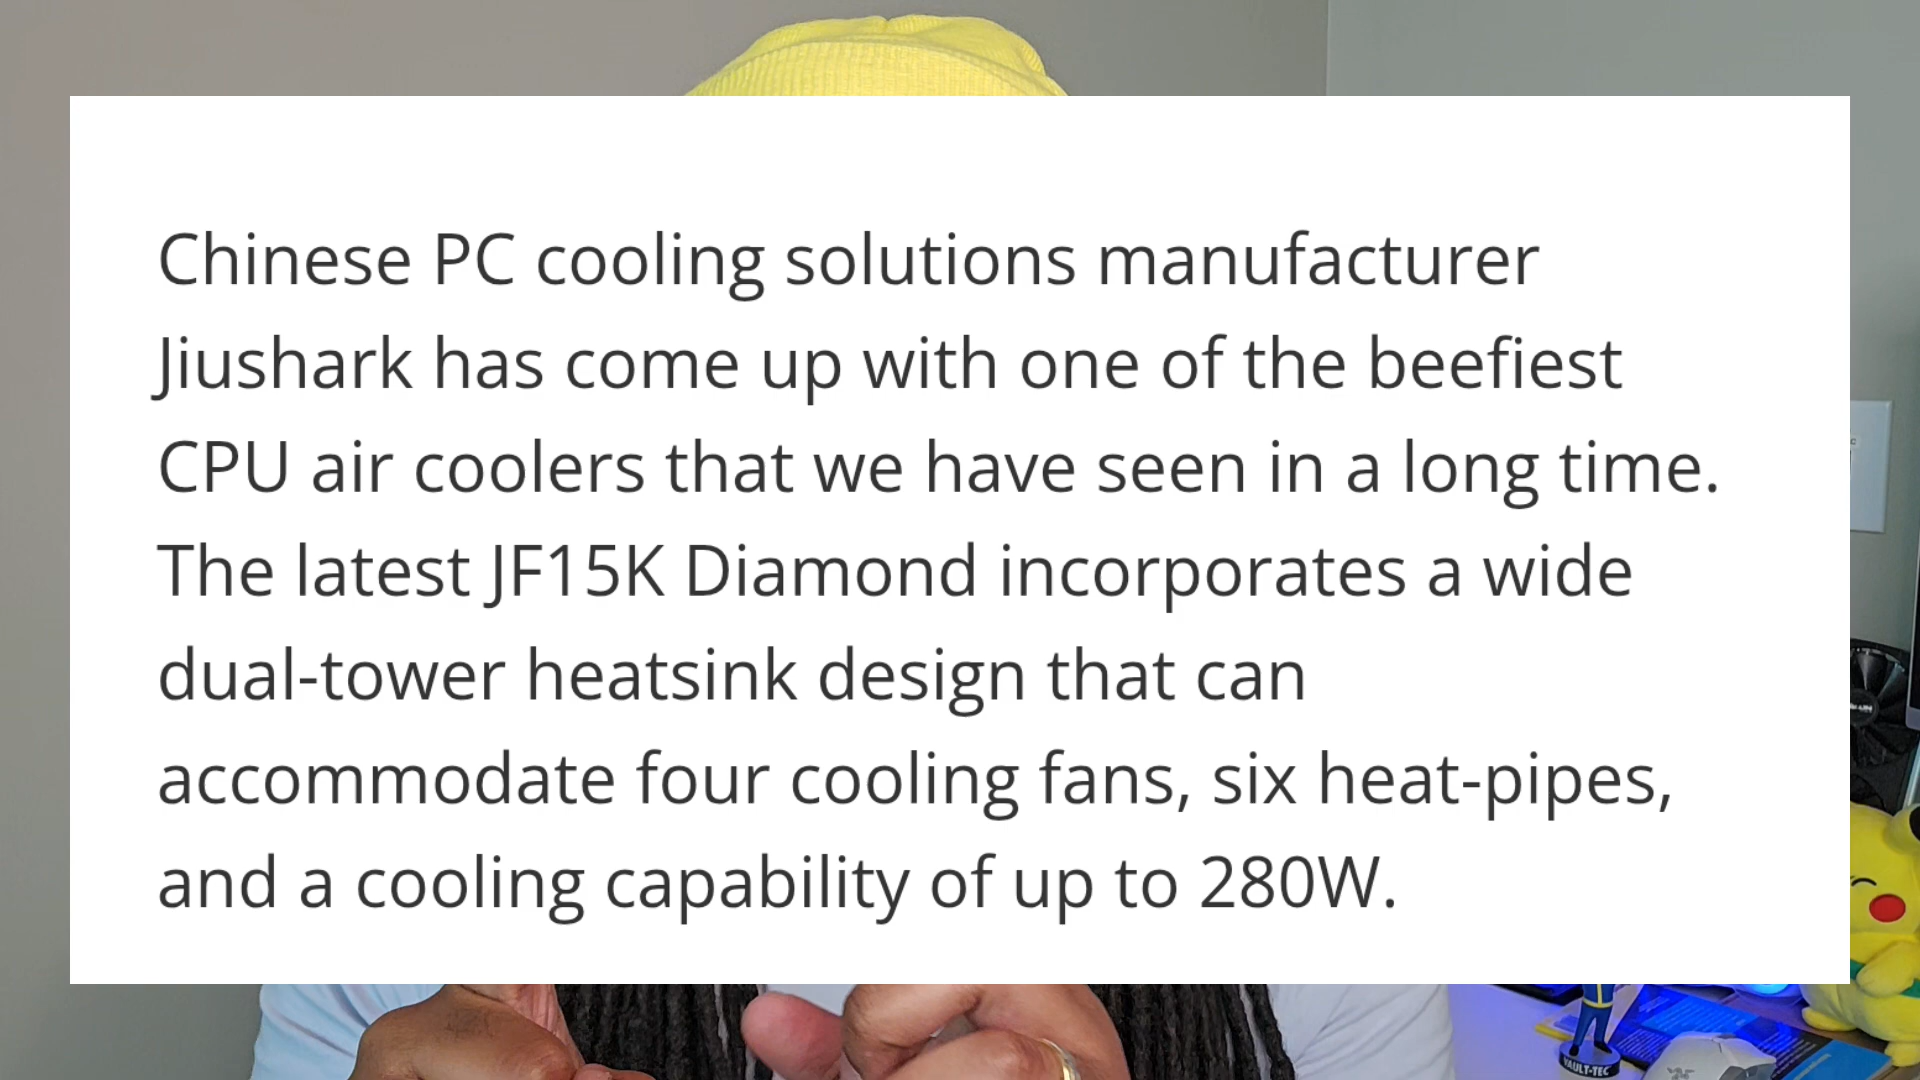 Chinese PC cooling solutions manufacturer
Jiushark has come up with one of the beefiest
CPU air coolers that we have seen in a long time.
The latest JF15K Diamond incorporates a wide
dual-tower heatsink design that can
accommodate four cooling fans, six heat-pipes,
and a cooling capability of up to 280W.
VAULT-TEC